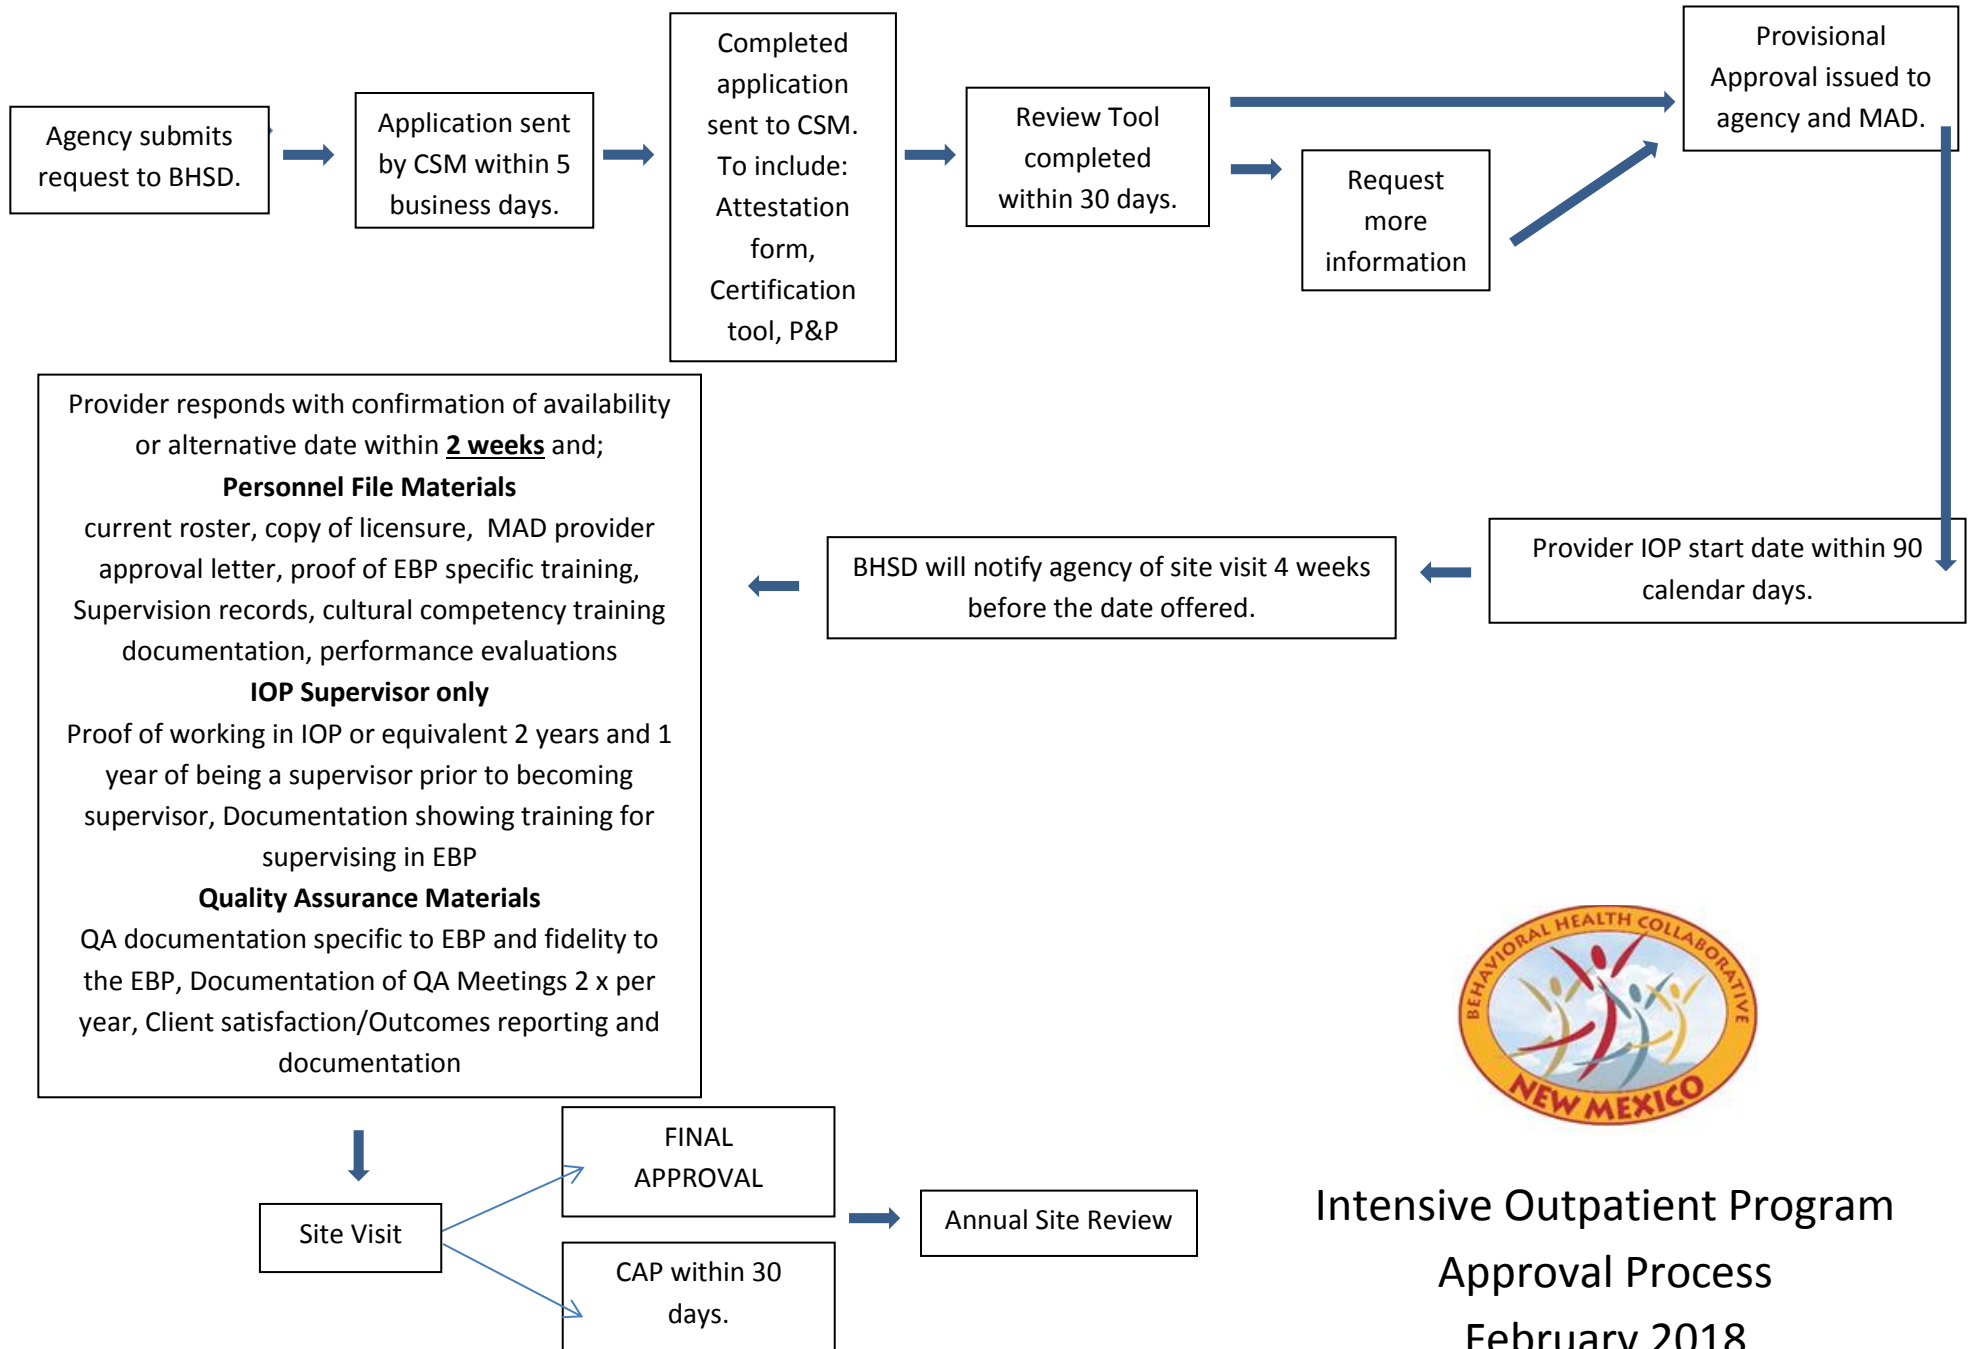 Agency submits
request to BHSD.
Application sent
by CSM within 5
business days.
Completed
application
sent to CSM.
To include:
Attestation
form,
Certification
tool, P&P
Review Tool
completed
within 30 days.
Request
more
information
Provisional
Approval issued to
agency and MAD.
Provider IOP start date within 90
calendar days.
BHSD will notify agency of site visit 4 weeks
before the date offered.
Provider responds with confirmation of availability
or alternative date within 2 weeks and;
Personnel File Materials
current roster, copy of licensure, MAD provider
approval letter, proof of EBP specific training,
Supervision records, cultural competency training
documentation, performance evaluations
IOP Supervisor only
Proof of working in IOP or equivalent 2 years and 1
year of being a supervisor prior to becoming
supervisor, Documentation showing training for
supervising in EBP
Quality Assurance Materials
QA documentation specific to EBP and fidelity to
the EBP, Documentation of QA Meetings 2 x per
year, Client satisfaction/Outcomes reporting and
documentation
Site Visit
FINAL
APPROVAL
CAP within 30
days.
Annual Site Review
BEHAVIORAL HEALTH COLLABORATIVE
NEW MEXICO
Intensive Outpatient Program
Approval Process
February 2018